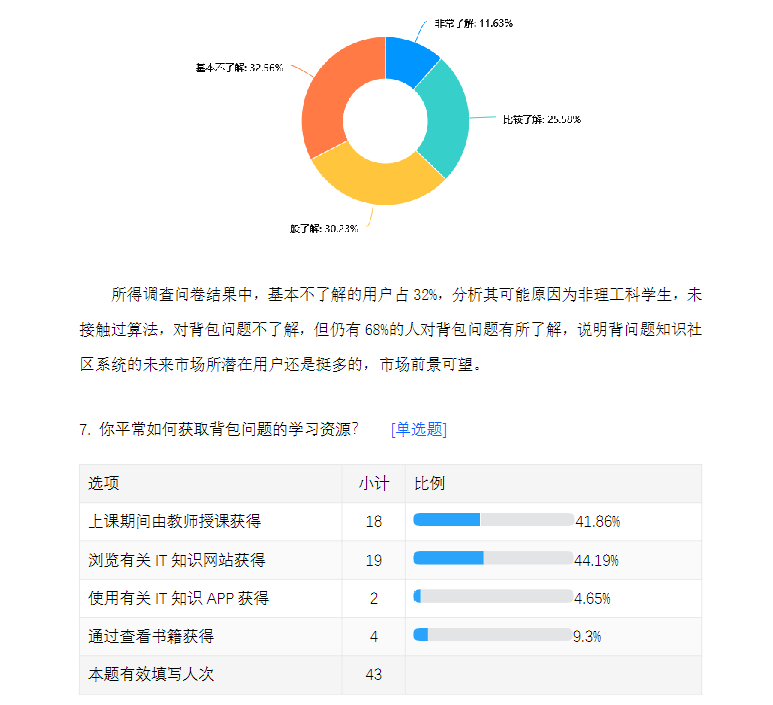 非常了解: 11.63%
基本不了解: 32.56%
比较了解: 25.58%
般了解: 30.23%
所得调查问卷结果中，基本不了解的用户占 32%，分析其可能原因为非理工科学生，未
接触过算法，对背包问题不了解，但仍有 68%的人对背包问题有所了解，说明背问题知识社
区系统的未来市场所潜在用户还是挺多的，市场前景可望。
7. 你平常如何获取背包问题的学习资源？ [单选题]
选项 小计 比例
上课期间由教师授课获得 18 41.86%
浏览有关 IT 知识网站获得 19 44.19%
使用有关 IT 知识 APP 获得 2 4.65%
通过查看书籍获得 4 9.3%
本题有效填写人次 43